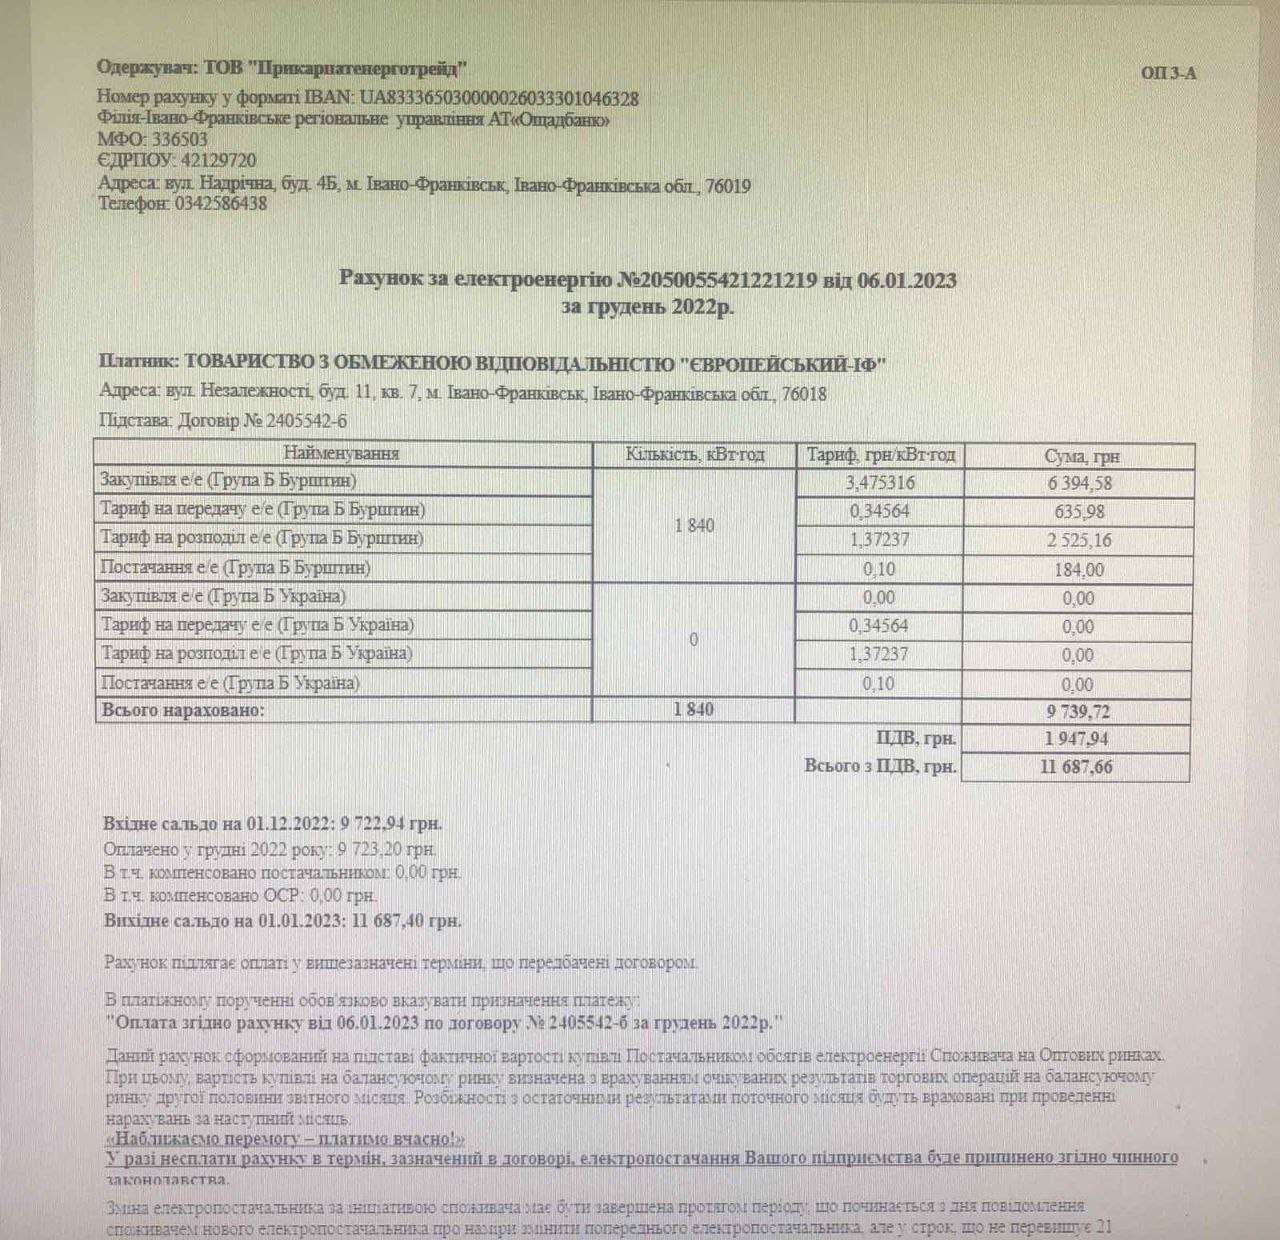 Одержувач: ТОВ "Прикарпатенерготрейд"
ОП 3-А
Номер рахунку у форматі IBAN: UA833365030000026033301046328
Філія-Івано-Франківське регіональне управління АТ«Ощадбанк»
МФО: 336503
ЄДРПОУ: 42129720
Адреса: вул. Надрічна, буд. 4Б, м. Івано-Франківськ, Івано-Франківська обл., 76019
Телефон: 0342586438
Рахунок за електроенергію №2050055421221219 від 06.01.2023
за грудень 2022р.
Платник: ТОВАРИСТВО З ОБМЕЖЕНОЮ ВІДПОВІДАЛЬНІСТЮ "ЄВРОПЕЙСЬКИЙ-ІФ"
Адреса: вул. Незалежності, буд. 11, кв. 7, м. Івано-Франківськ, Івано-Франківська обл., 76018
Підстава: Договір № 2405542-б
Найменування Кількість, кВт·год Тариф, грн/кВт·год Сума, грн
Закупівля е/е (Група Б Бурштин) 3,475316 6 394,58
Тариф на передачу е/е (Група Б Бурштин) 0,34564 635,98
1 840
Тариф на розподіл е/е (Група Б Бурштин) 1,37237 2 525,16
Постачання е/е (Група Б Бурштин) 0,10 184,00
Закупівля е/е (Група Б Україна) 0,00 0,00
Тариф на передачу е/е (Група Б Україна) 0,34564 0,00
0
Тариф на розподіл е/е (Група Б Україна) 1,37237 0,00
Постачання е/е (Група Б Україна) 0,10 0,00
Всього нараховано: 1 840 9 739,72
ПДВ, грн. 1 947,94
Всього з ПДВ, грн. 11 687,66
Вхідне сальдо на 01.12.2022: 9 722,94 грн.
Оплачено у грудні 2022 року: 9 723,20 грн.
В т.ч. компенсовано постачальником: 0,00 грн.
В т.ч. компенсовано ОСР: 0,00 грн.
Вихідне сальдо на 01.01.2023: 11 687,40 грн.
Рахунок підлягає оплаті у вищезазначені терміни, що передбачені договором.
В платіжному порученні обов'язково вказувати призначення платежу:
"Оплата згідно рахунку від 06.01.2023 по договору № 2405542-б за грудень 2022р."
Даний рахунок сформований на підставі фактичної вартості купівлі Постачальником обсягів електроенергії Споживача на Оптових ринках.
При цьому, вартість купівлі на балансуючому ринку визначена з врахуванням очікуваних результатів торгових операцій на балансуючому
ринку другої половини звітного місяця. Розбіжності з остаточними результатами поточного місяця будуть враховані при проведенні
нарахувань за наступний місяць.
«Наближаємо перемогу – платимо вчасно!»
У разі несплати рахунку в термін, зазначений в договорі, електропостачання Вашого підприємства буде припинено згідно чинного
законодавства.
Зміна електропостачальника за ініціативою споживача має бути завершена протягом періоду, що починається з дня повідомлення
споживачем нового електропостачальника про наміри змінити попереднього електропостачальника, але у строк, що не перевищує 21